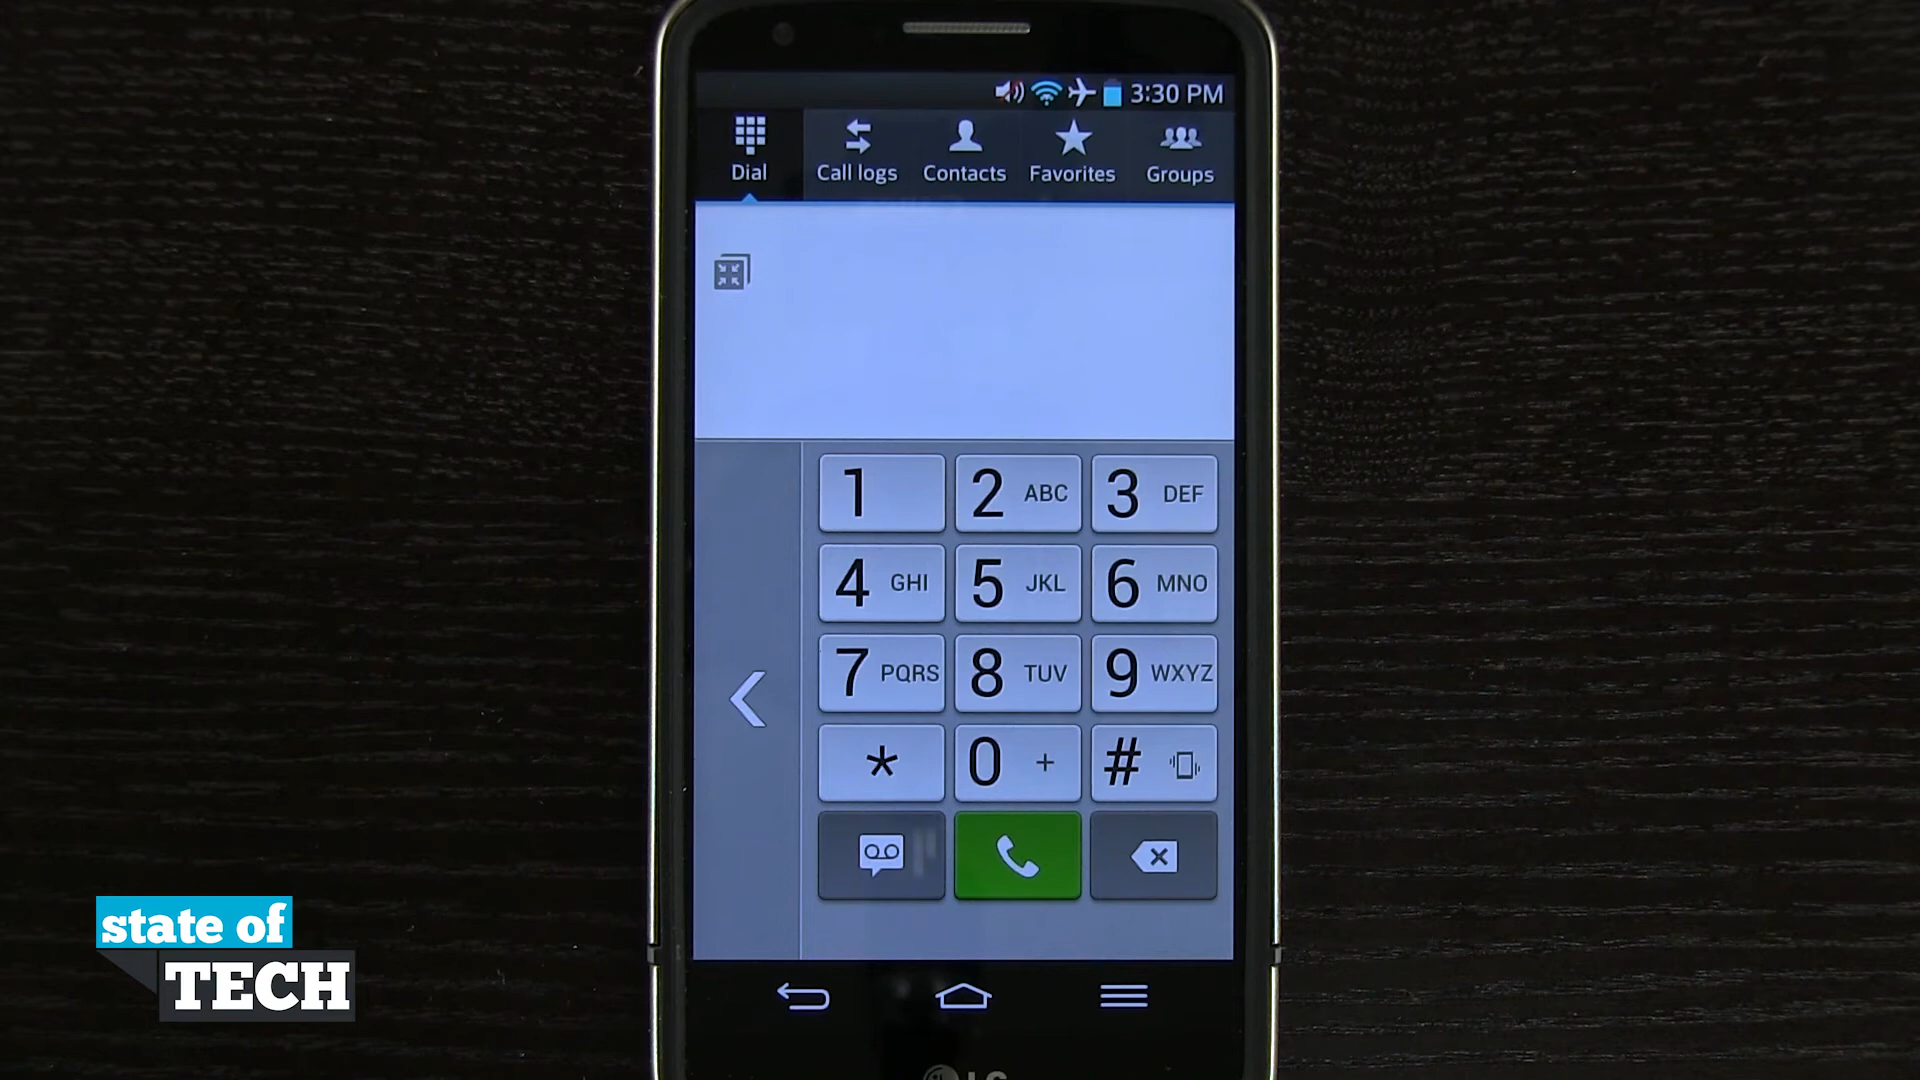 3:30 PM
Dial Call logs Contacts Favorites Groups
1 2 ABC 3 DEF
4 GHI 5 JKL 6 MNO
7 PQRS 8 TUV 9 WXYZ
* 0 + #
state of
TECH
LG